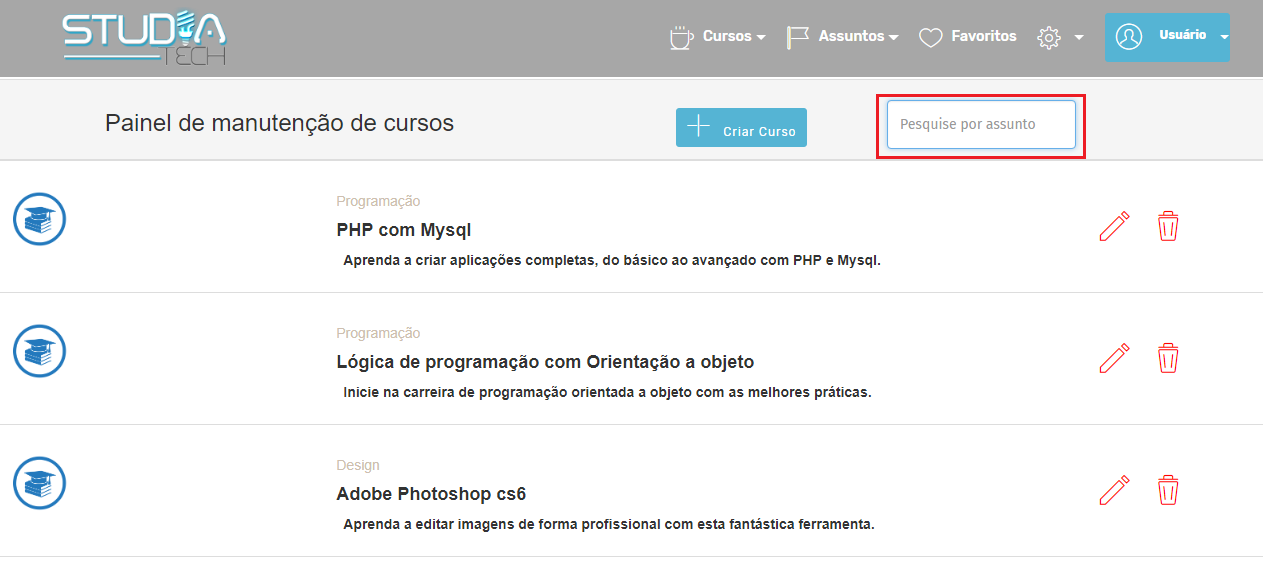 STUDIA
TECH
Cursos
Assuntos
Favoritos
Usuário
Painel de manutenção de cursos
Criar Curso
Pesquise por assunto
Programação
PHP com Mysql
Aprenda a criar aplicações completas, do básico ao avançado com PHP e Mysql.
Programação
Lógica de programação com Orientação a objeto
Inicie na carreira de programação orientada a objeto com as melhores práticas.
Design
Adobe Photoshop cs6
Aprenda a editar imagens de forma profissional com esta fantástica ferramenta.